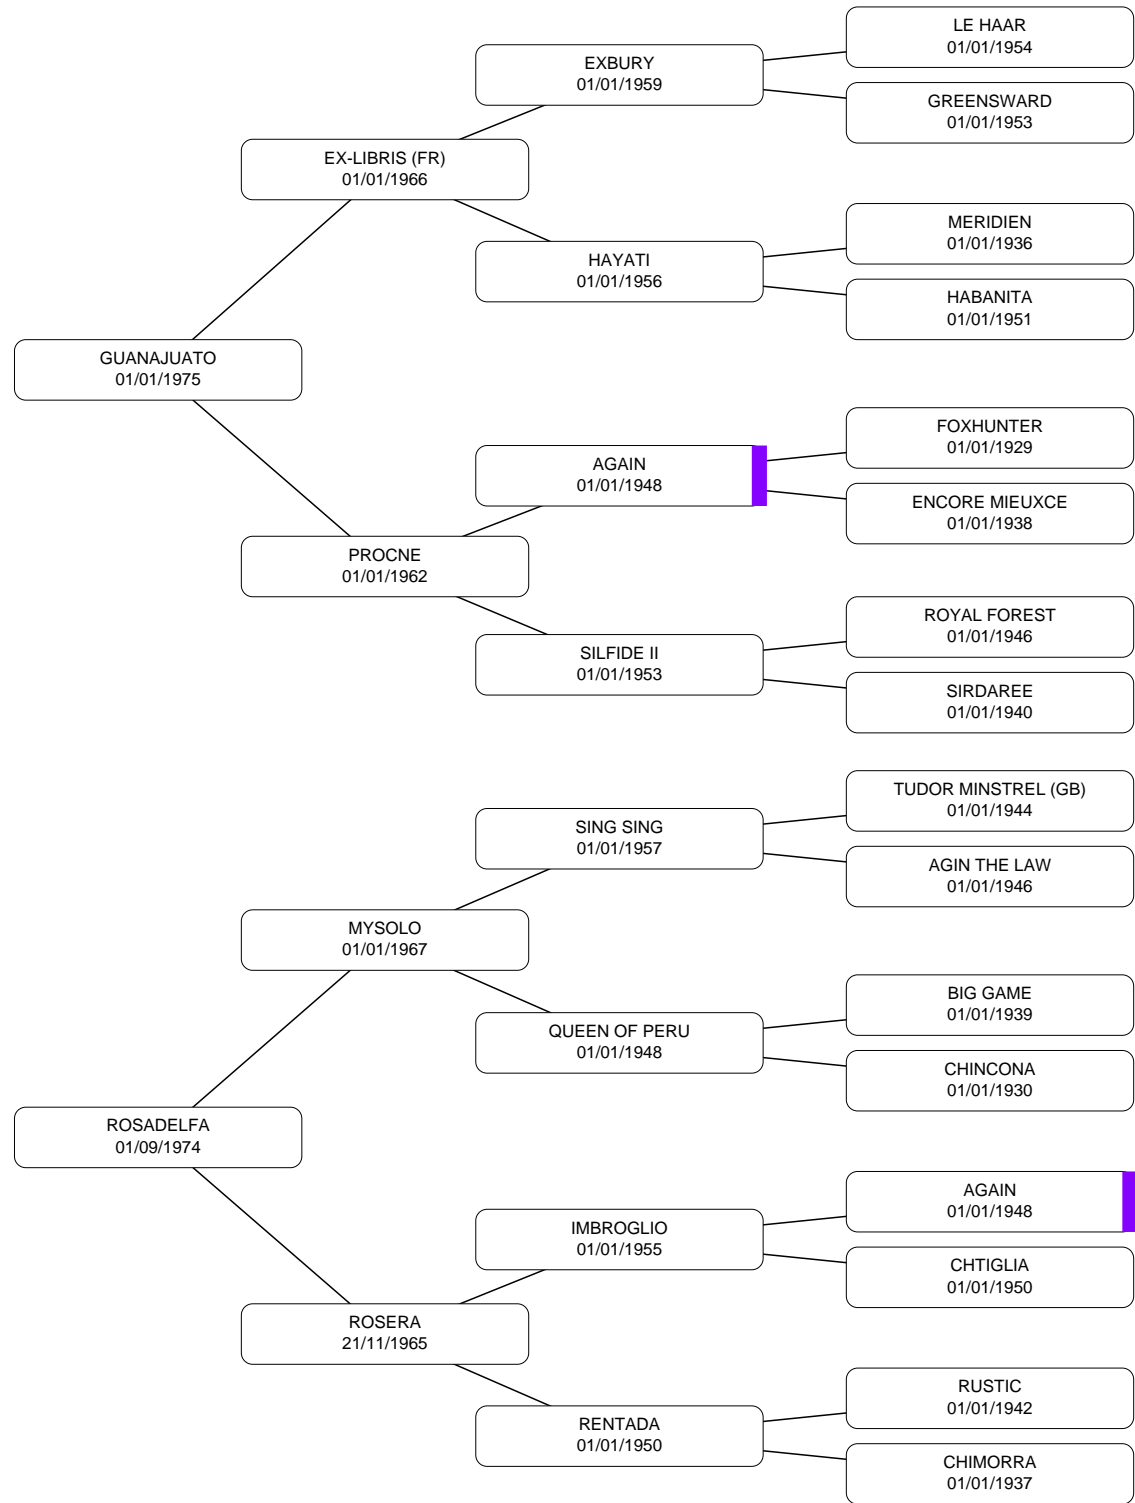 LE HAAR
01/01/1954
EXBURY
01/01/1959
GREENSWARD
01/01/1953
EX-LIBRIS (FR)
01/01/1966
MERIDIEN
01/01/1936
HAYATI
01/01/1956
HABANITA
01/01/1951
GUANAJUATO
01/01/1975
FOXHUNTER
01/01/1929
AGAIN
01/01/1948
ENCORE MIEUXCE
01/01/1938
PROCNE
01/01/1962
ROYAL FOREST
01/01/1946
SILFIDE II
01/01/1953
SIRDAREE
01/01/1940
TUDOR MINSTREL (GB)
01/01/1944
SING SING
01/01/1957
AGIN THE LAW
01/01/1946
MYSOLO
01/01/1967
BIG GAME
01/01/1939
QUEEN OF PERU
01/01/1948
CHINCONA
01/01/1930
ROSADELFA
01/09/1974
AGAIN
01/01/1948
IMBROGLIO
01/01/1955
CHTIGLIA
01/01/1950
ROSERA
21/11/1965
RUSTIC
01/01/1942
RENTADA
01/01/1950
CHIMORRA
01/01/1937